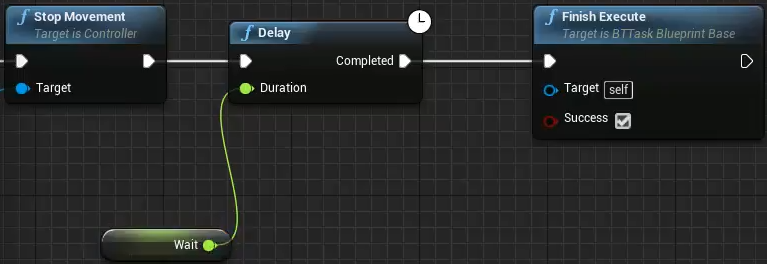 Stop Movement
Target is Controller
Target
Delay
Completed
Duration
Wait
Finish Execute
Target is BTTask Blueprint Base
Target self
Success